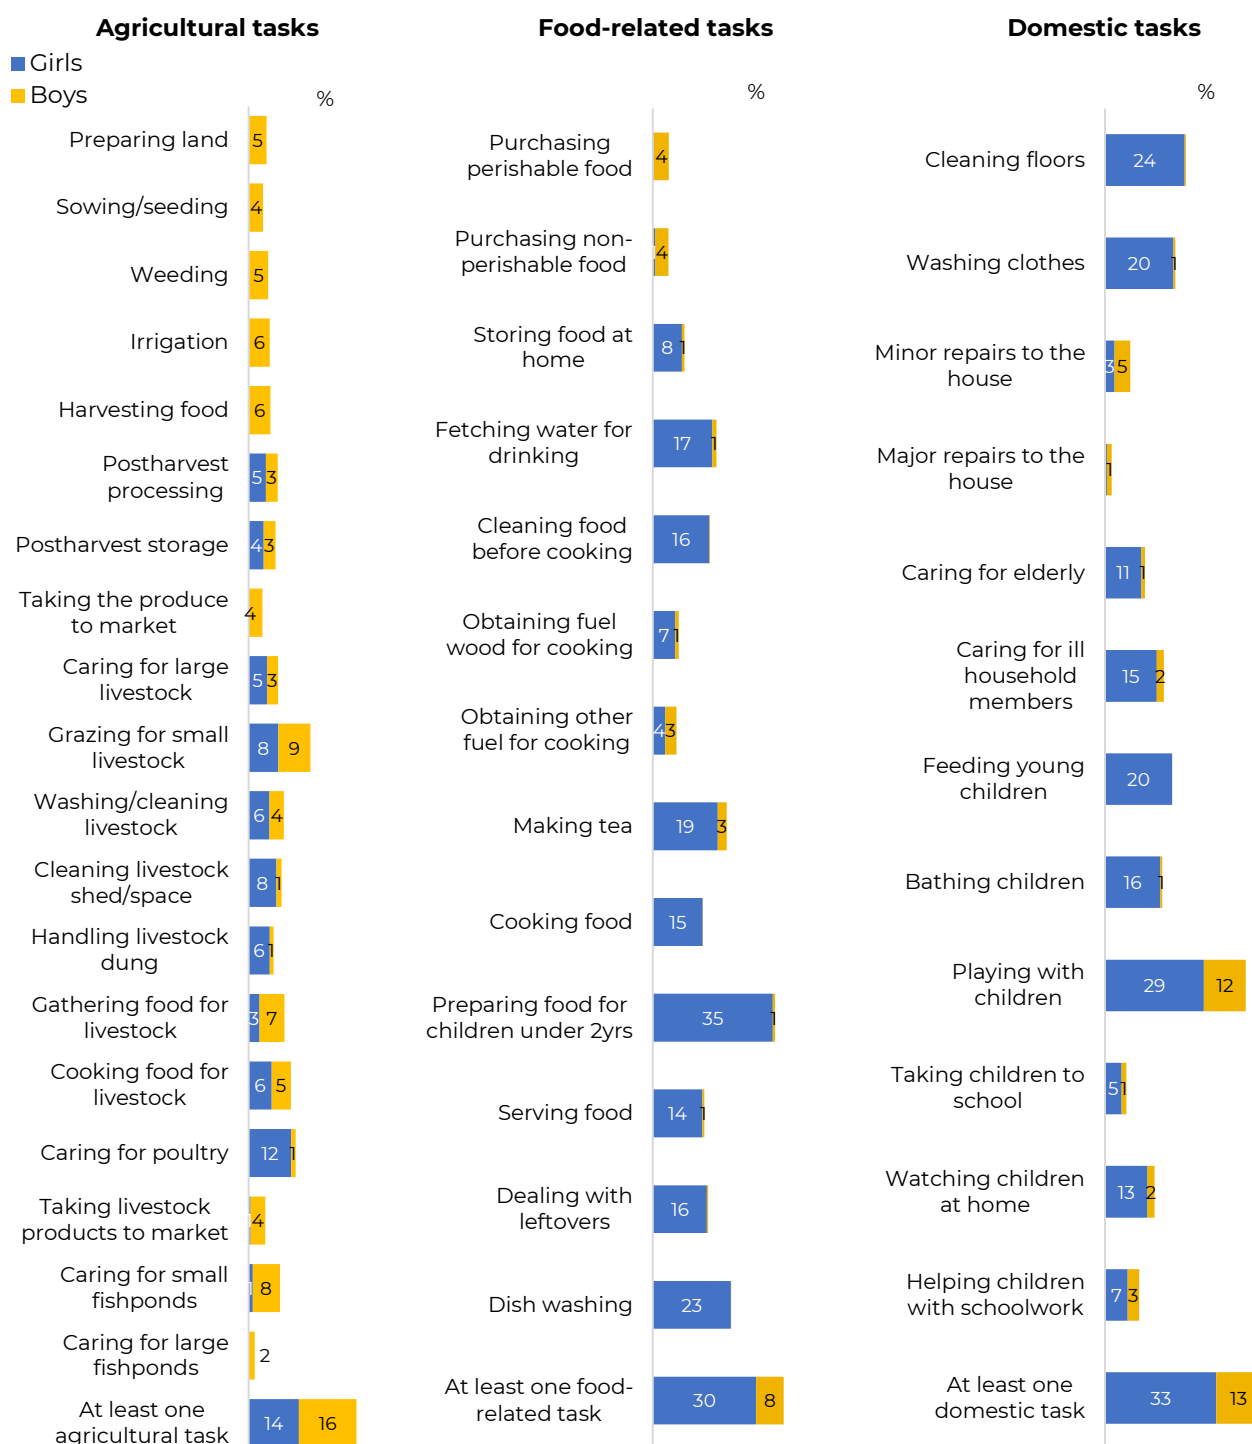 Agricultural tasks
Girls
Boys
%
Preparing land
5
Sowing/seeding
4
Weeding
5
Irrigation
6
Harvesting food
6
Postharvest
processing
5 3
Postharvest storage
4 3
Taking the produce
to market
4
Caring for large
livestock
5 3
Grazing for small
livestock
8 9
Washing/cleaning
livestock
6 4
Cleaning livestock
shed/space
8 1
Handling livestock
dung
6 1
Gathering food for
livestock
3 7
Cooking food for
livestock
6 5
Caring for poultry
12 1
Taking livestock
products to market
4
Caring for small
fishponds
1 8
Caring for large
fishponds
2
At least one
agricultural task
14 16
Food-related tasks
%
Purchasing
perishable food
4
Purchasing non-
perishable food
4
Storing food at
home
8 1
Fetching water for
drinking
17 1
Cleaning food
before cooking
16
Obtaining fuel
wood for cooking
7 1
Obtaining other
fuel for cooking
4 3
Making tea
19 3
Cooking food
15
Preparing food for
children under 2yrs
35 1
Serving food
14 1
Dealing with
leftovers
16
Dish washing
23
At least one food-
related task
30 8
Domestic tasks
%
Cleaning floors
24
Washing clothes
20 1
Minor repairs to the
house
3 5
Major repairs to the
house
1
Caring for elderly
11 1
Caring for ill
household
members
15 2
Feeding young
children
20
Bathing children
16 1
Playing with
children
29 12
Taking children to
school
5 1
Watching children
at home
13 2
Helping children
with schoolwork
7 3
At least one
domestic task
33 13